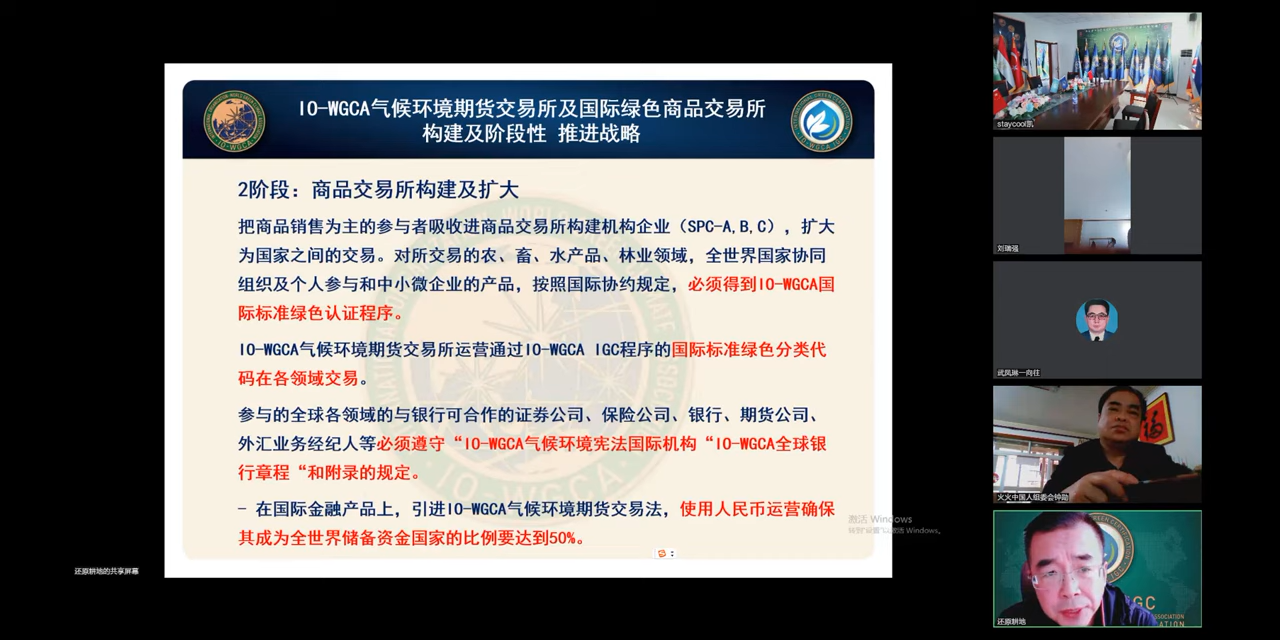 IO-WGCA气候环境期货交易所及国际绿色商品交易所
构建及阶段性 推进战略
2阶段：商品交易所构建及扩大
把商品销售为主的参与者吸收进商品交易所构建机构企业（SPC-A,B,C），扩大
为国家之间的交易。对所交易的农、畜、水产品、林业领域，全世界国家协同
组织及个人参与和中小微企业的产品，按照国际协约规定，必须得到IO-WGCA国
际标准绿色认证程序。
IO-WGCA气候环境期货交易所运营通过IO-WGCA IGC程序的国际标准绿色分类代
码在各领域交易。
参与的全球各领域的与银行可合作的证券公司、保险公司、银行、期货公司、
外汇业务经纪人等必须遵守“IO-WGCA气候环境宪法国际机构“IO-WGCA全球银
行章程“和附录的规定。
- 在国际金融产品上，引进IO-WGCA气候环境期货交易法，使用人民币运营确保
其成为全世界储备资金国家的比例要达到50%。
激活 Windows
转到“设置”以激活 Windows。
还原耕地的共享屏幕
staycool凯
刘瑞强
武凤琳一向往
火火中国人组委会钟勋
福
GC
还原耕地